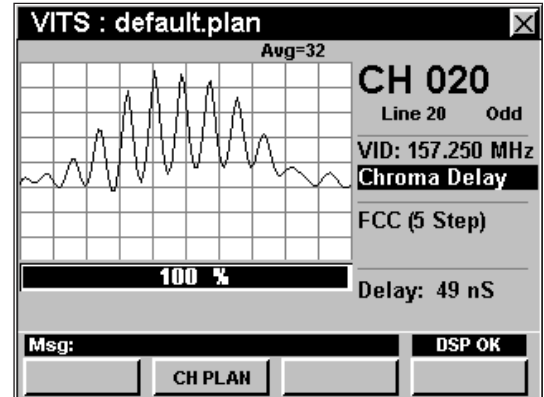 VITS : default.plan
Avg=32
CH 020
Line 20 Odd
VID: 157.250 MHz
Chroma Delay
FCC (5 Step)
100 %
Delay: 49 nS
Msg: DSP OK
CH PLAN